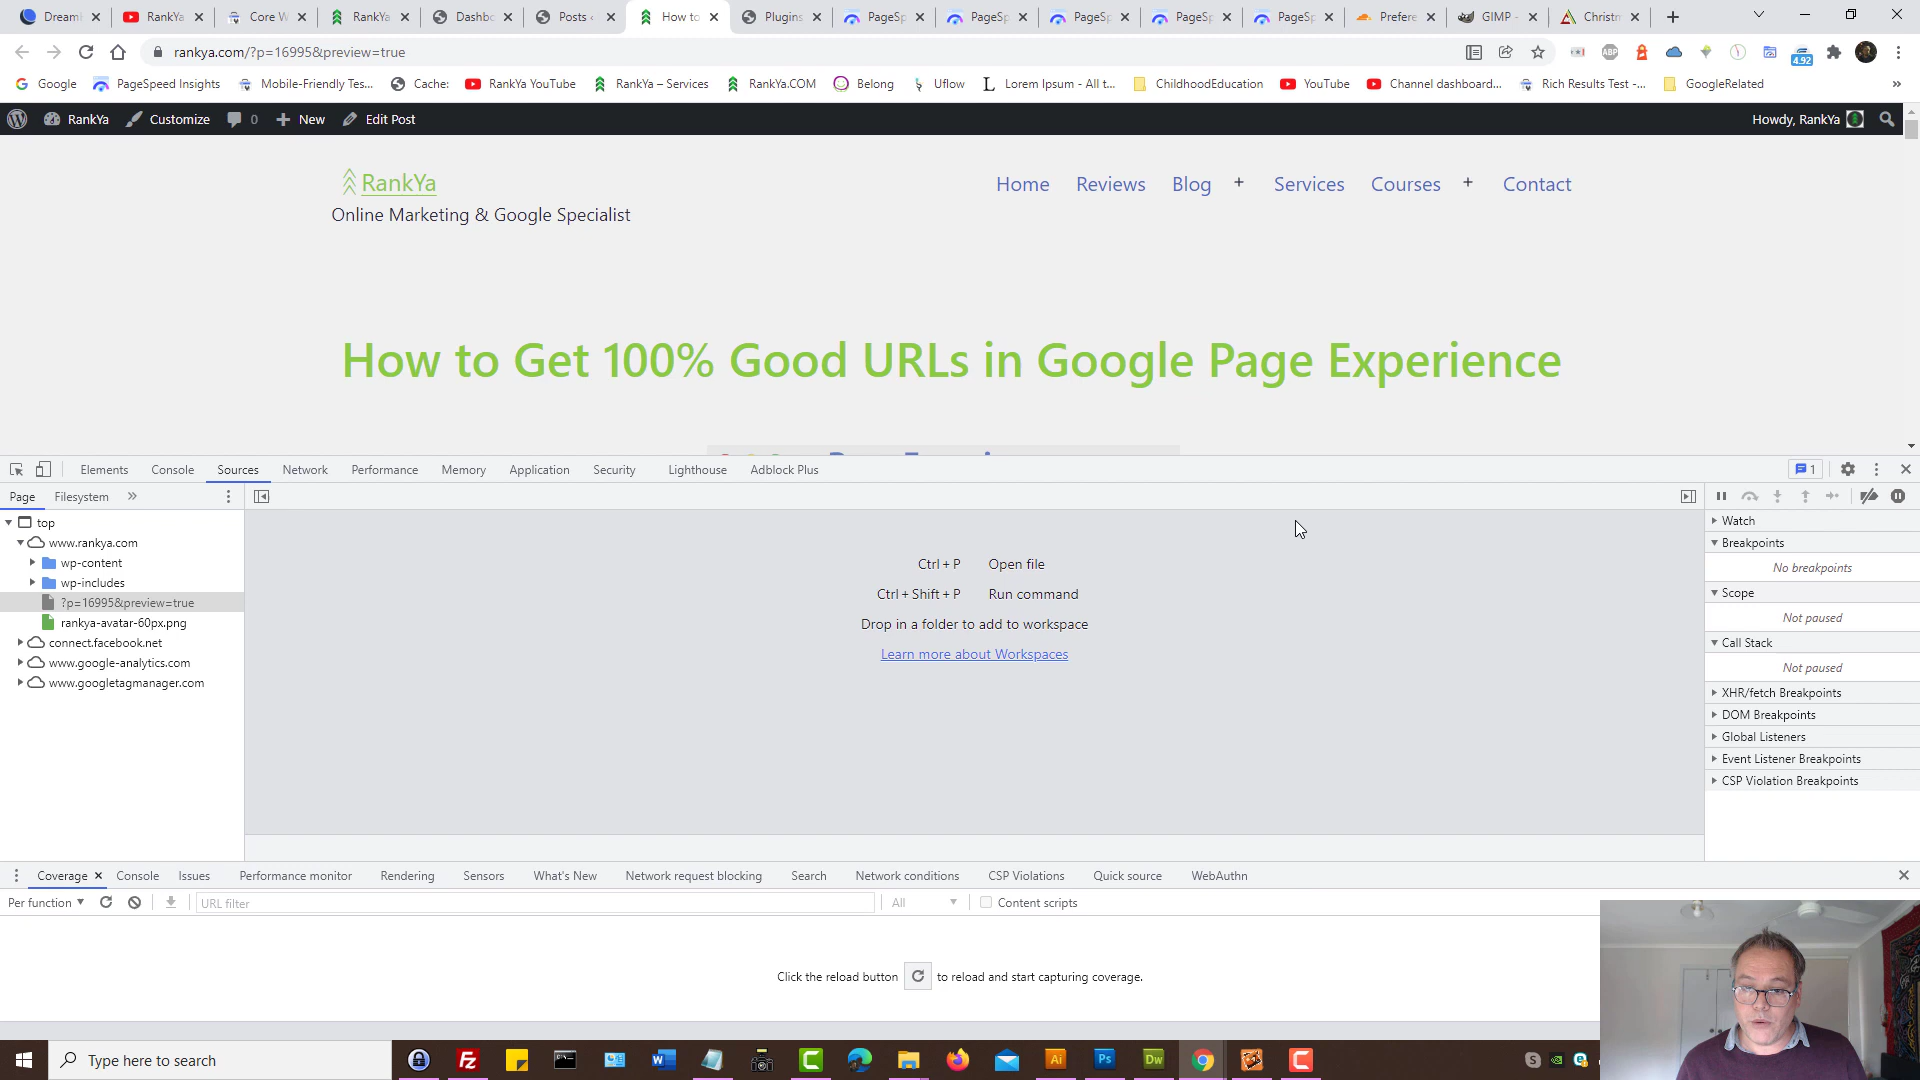 DreamH
RankYa
Core W
RankYa
Dashbo
Posts ‹
How to
Plugins
PageSp
PageSp
PageSp
PageSp
PageSp
Prefere
GIMP -
Christm
rankya.com/?p=16995&preview=true
ABP
4.92
Google
PageSpeed Insights
Mobile-Friendly Tes...
Cache:
RankYa YouTube
RankYa – Services
RankYA.COM
Belong
Uflow
Lorem Ipsum - All t...
ChildhoodEducation
YouTube
Channel dashboard...
Rich Results Test -...
GoogleRelated
»
RankYa
Customize
0
New
Edit Post
Howdy, RankYa
RankYa
Online Marketing & Google Specialist
Home
Reviews
Blog
+
Services
Courses
+
Contact
How to Get 100% Good URLs in Google Page Experience
Elements
Console
Sources
Network
Performance
Memory
Application
Security
Lighthouse
Adblock Plus
1
Page
Filesystem
»
top
www.rankya.com
wp-content
wp-includes
?p=16995&preview=true
rankya-avatar-60px.png
connect.facebook.net
www.google-analytics.com
www.googletagmanager.com
Ctrl + P Open file
Ctrl + Shift + P Run command
Drop in a folder to add to workspace
Learn more about Workspaces
Watch
Breakpoints
No breakpoints
Scope
Not paused
Call Stack
Not paused
XHR/fetch Breakpoints
DOM Breakpoints
Global Listeners
Event Listener Breakpoints
CSP Violation Breakpoints
Coverage
Console
Issues
Performance monitor
Rendering
Sensors
What's New
Network request blocking
Search
Network conditions
CSP Violations
Quick source
WebAuthn
Per function
URL filter
All
Content scripts
Click the reload button to reload and start capturing coverage.
Type here to search
Fz
W
Ai
Ps
Dw